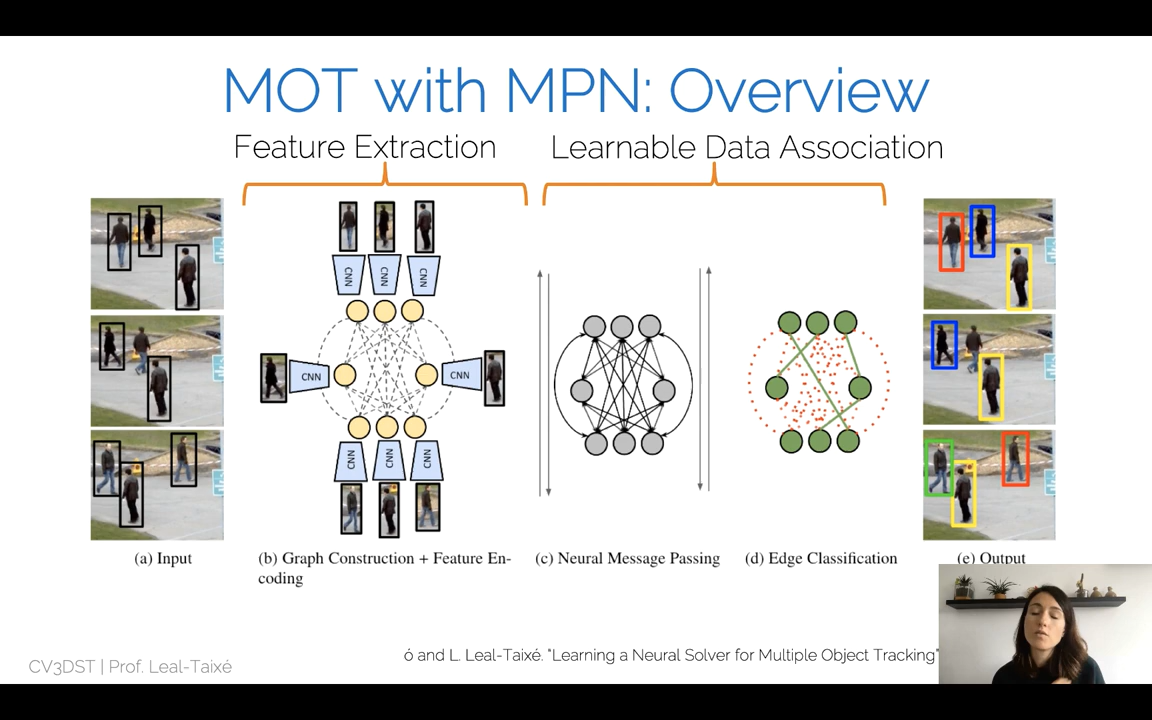 MOT with MPN: Overview
Feature Extraction
Learnable Data Association
CNN
CNN
CNN
CNN
CNN
CNN
CNN
CNN
(a) Input
(b) Graph Construction + Feature En-
coding
(c) Neural Message Passing
(d) Edge Classification
(e) Output
ó and L. Leal-Taixé. "Learning a Neural Solver for Multiple Object Tracking"
CV3DST | Prof. Leal-Taixé